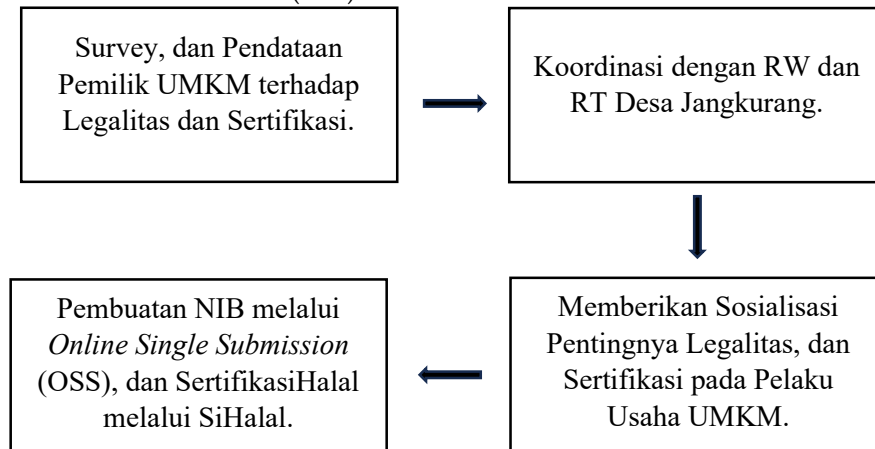 Survey, dan Pendataan
Pemilik UMKM terhadap
Legalitas dan Sertifikasi.
Koordinasi dengan RW dan
RT Desa Jangkurang.
Memberikan Sosialisasi
Pentingnya Legalitas, dan
Sertifikasi pada Pelaku
Usaha UMKM.
Pembuatan NIB melalui
Online Single Submission
(OSS), dan SertifikasiHalal
melalui SiHalal.